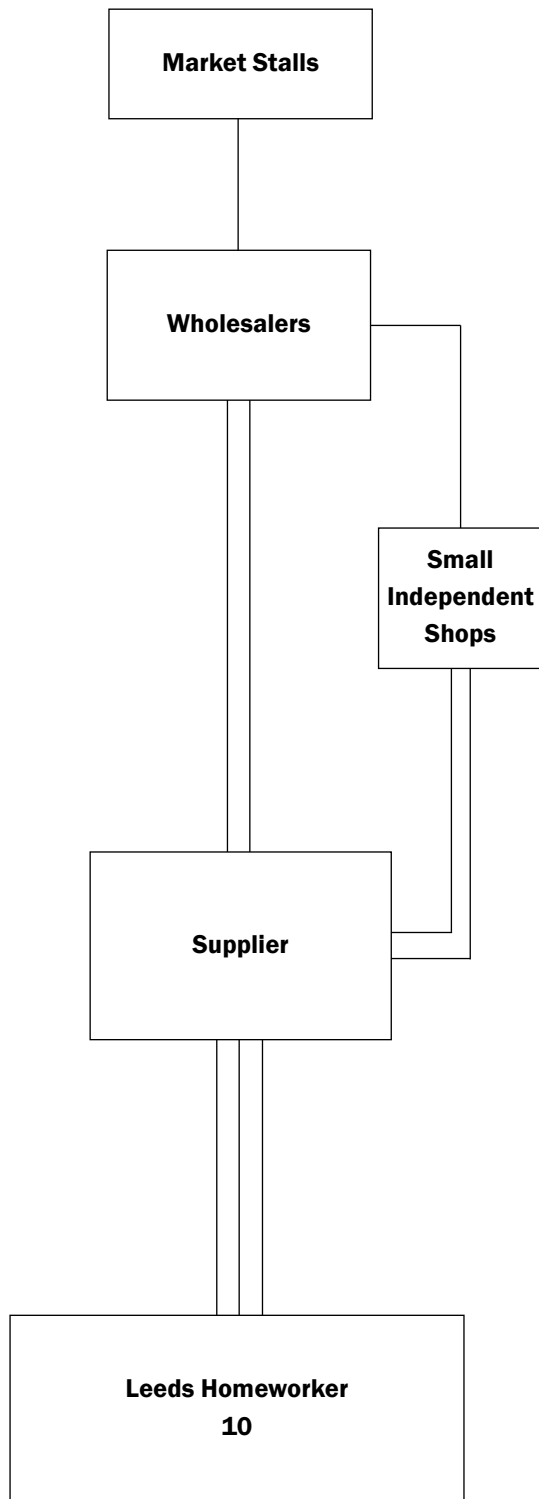 Market Stalls
Wholesalers
Small
Independent
Shops
Supplier
Leeds Homeworker
10